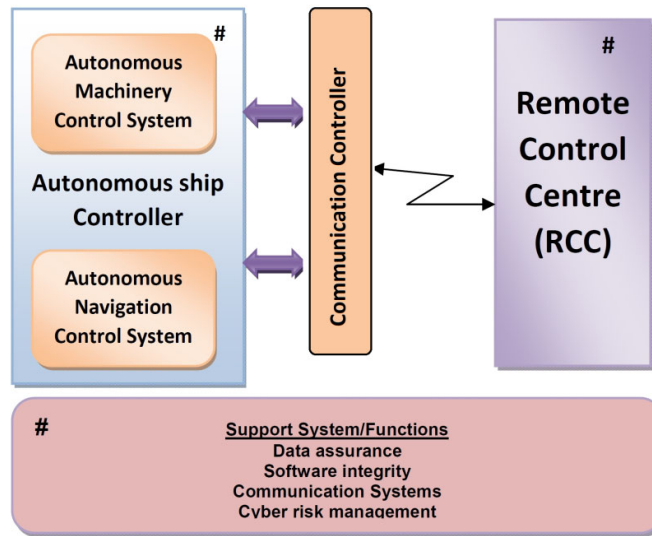 #
Autonomous
Machinery
Control System
Autonomous ship
Controller
Autonomous
Navigation
Control System
Communication Controller
#
Remote
Control
Centre
(RCC)
#
Support System/Functions
Data assurance
Software integrity
Communication Systems
Cyber risk management